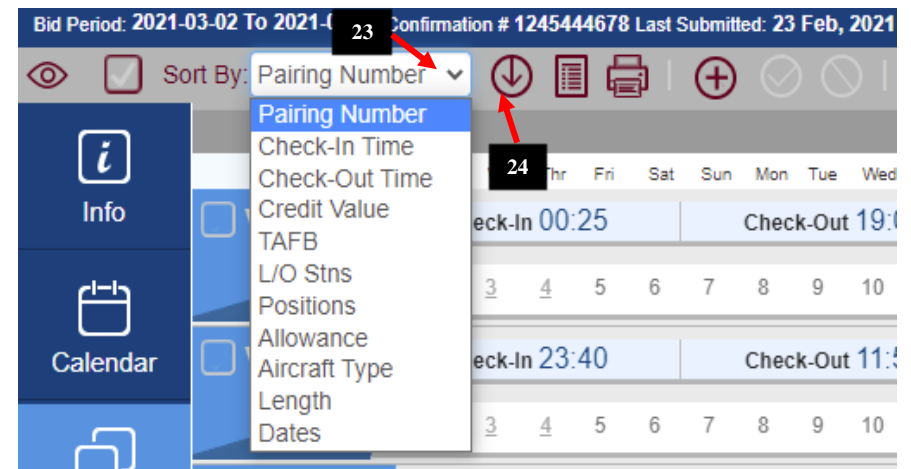 Bid Period: 2021-03-02 To 2021- Confirmation # 1245444678 Last Submitted: 23 Feb, 2021
23
Sort By: Pairing Number
Pairing Number
Check-In Time
Check-Out Time
Credit Value
TAFB
L/O Stns
Positions
Allowance
Aircraft Type
Length
Dates
24
i
Info
Calendar
Thr Fri Sat Sun Mon Tue Wed
eck-In 00:25 Check-Out 19:
3 4 5 6 7 8 9 10
eck-In 23:40 Check-Out 11:
3 4 5 6 7 8 9 10